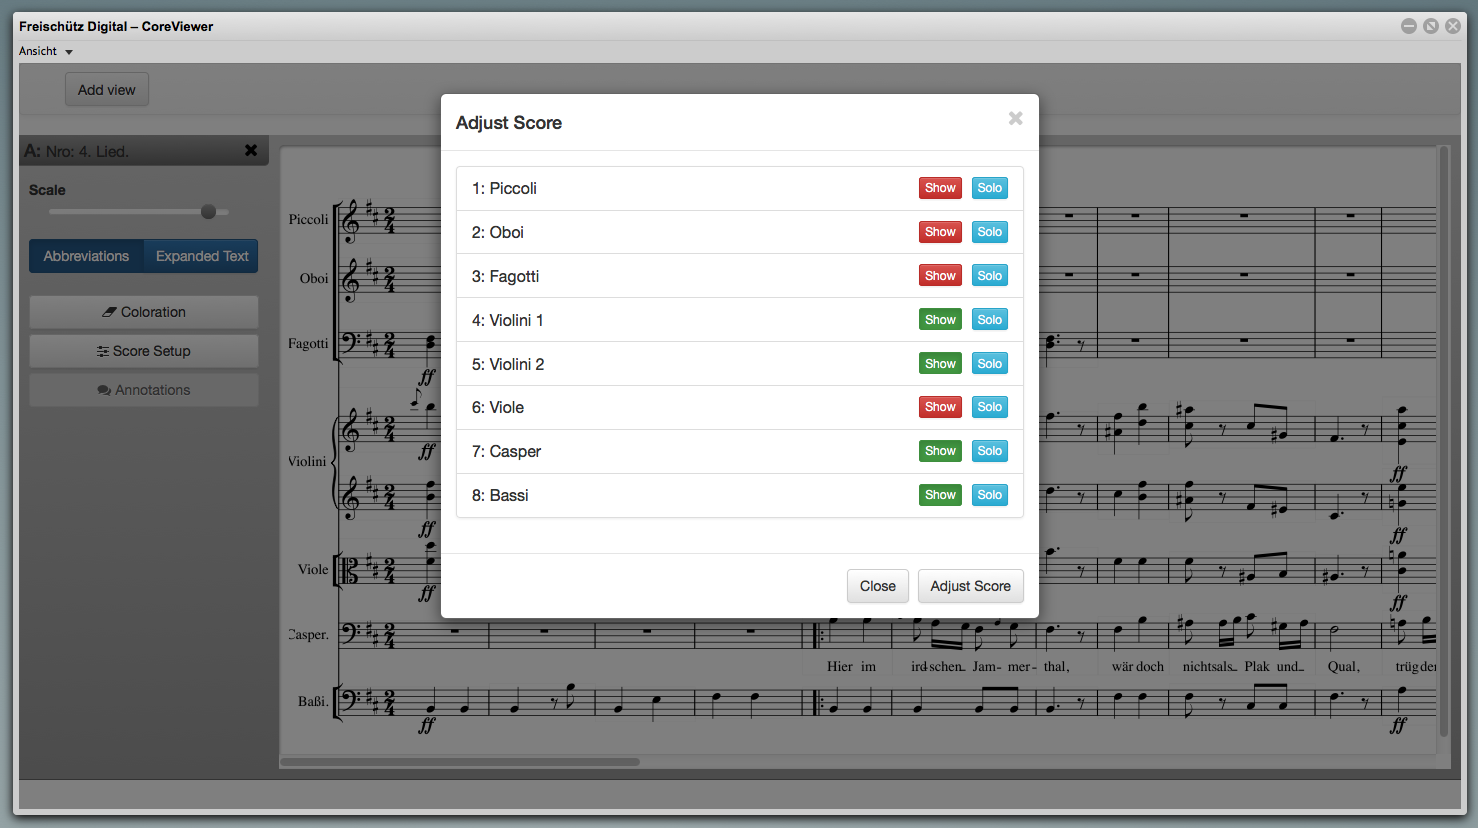 Freischütz Digital – CoreViewer
Ansicht
Add view
A: Nro: 4. Lied.
Scale
Abbreviations Expanded Text
Coloration
Score Setup
Annotations
Adjust Score
1: Piccoli Show Solo
2: Oboi Show Solo
3: Fagotti Show Solo
4: Violini 1 Show Solo
5: Violini 2 Show Solo
6: Viole Show Solo
7: Casper Show Solo
8: Bassi Show Solo
Close Adjust Score
Piccoli
Oboi
Fagotti
ff
ff
Violini
ff
ff
ff
Viole
ff
ff
Casper.
Hier im ird-schen_ Jam- mer- thal, wär doch nichtsals_ Plak und_ Qual, trüg der
Baßi.
ff
ff